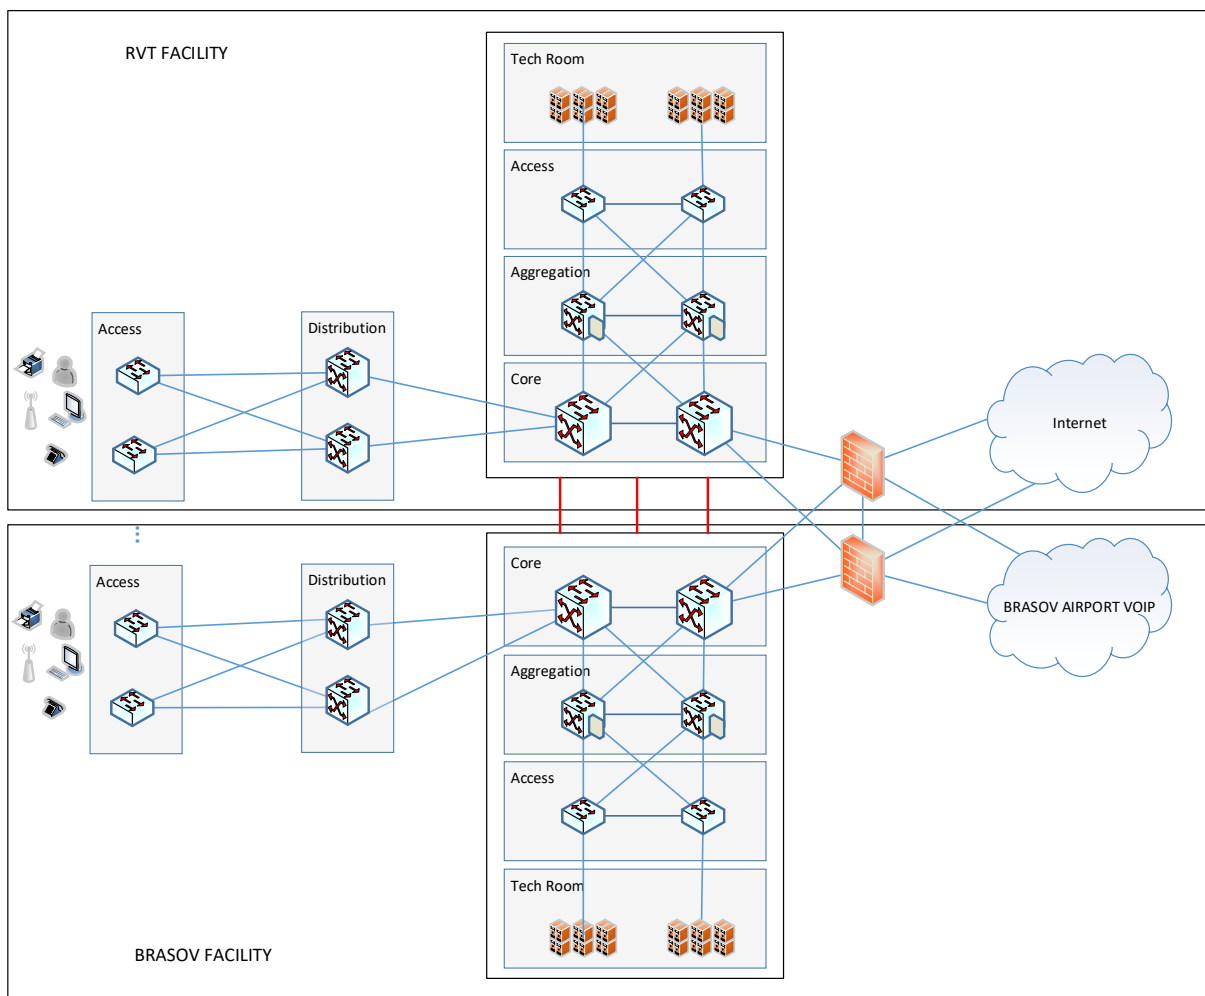 RVT FACILITY
Tech Room
Access
Aggregation
Access
Distribution
Core
Internet
Access
Distribution
Core
BRASOV AIRPORT VOIP
Aggregation
Access
Tech Room
BRASOV FACILITY